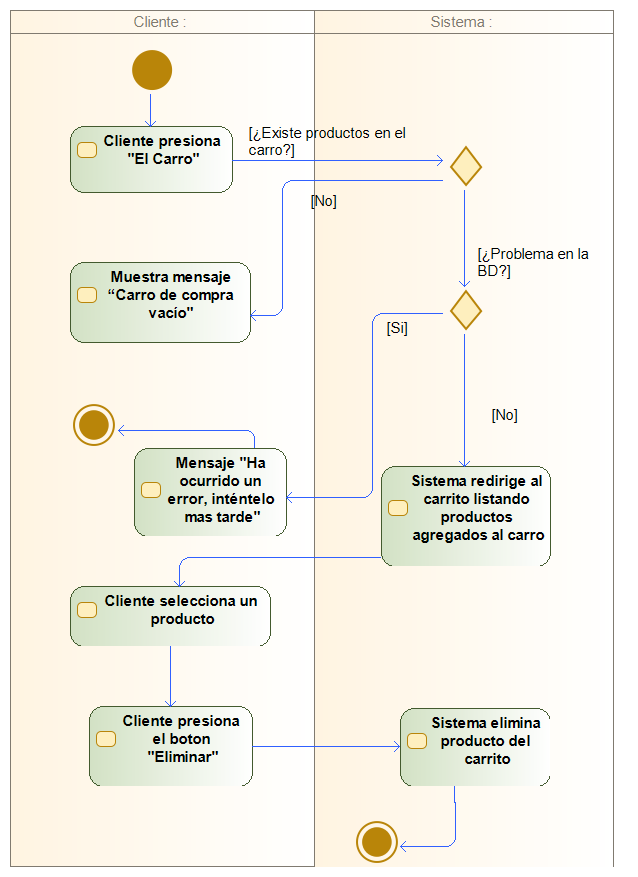 Cliente :
Sistema :
Cliente presiona
"El Carro"
[¿Existe productos en el
carro?]
[No]
Muestra mensaje
“Carro de compra
vacío"
[¿Problema en la
BD?]
[Si]
[No]
Mensaje "Ha
ocurrido un
error, inténtelo
mas tarde"
Sistema redirige al
carrito listando
productos
agregados al carro
Cliente selecciona un
producto
Cliente presiona
el boton
"Eliminar"
Sistema elimina
producto del
carrito